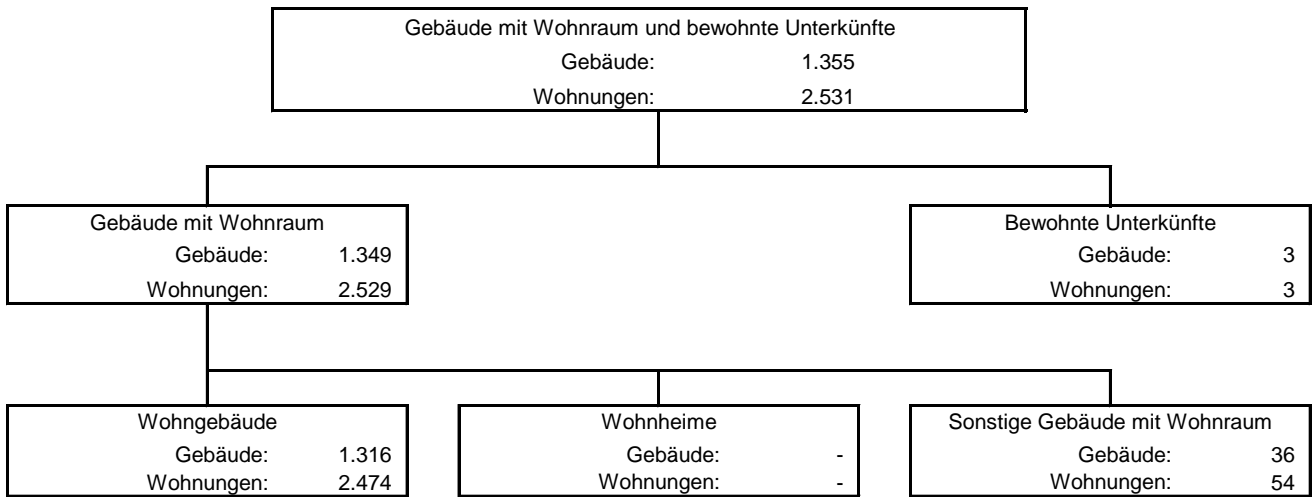 Gebäude mit Wohnraum und bewohnte Unterkünfte
Gebäude: 1.355
Wohnungen: 2.531
Gebäude mit Wohnraum
Gebäude: 1.349
Wohnungen: 2.529
Bewohnte Unterkünfte
Gebäude: 3
Wohnungen: 3
Wohngebäude
Gebäude: 1.316
Wohnungen: 2.474
Wohnheime
Gebäude: -
Wohnungen: -
Sonstige Gebäude mit Wohnraum
Gebäude: 36
Wohnungen: 54